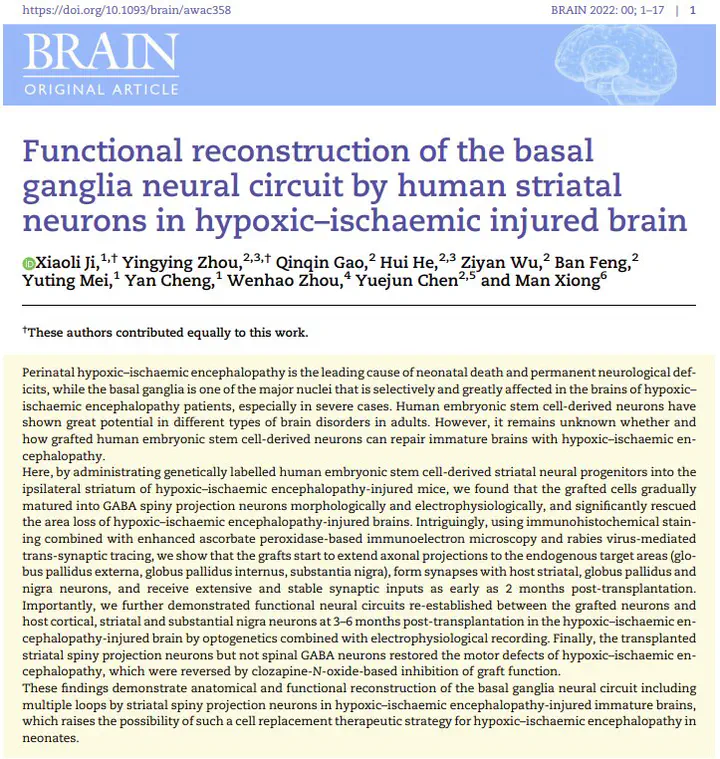 https://doi.org/10.1093/brain/awac358 BRAIN 2022: 00; 1–17 | 1
BRAIN
ORIGINAL ARTICLE
Functional reconstruction of the basal
ganglia neural circuit by human striatal
neurons in hypoxic–ischaemic injured brain
iD Xiaoli Ji,1,† Yingying Zhou,2,3,† Qinqin Gao,2 Hui He,2,3 Ziyan Wu,2 Ban Feng,2
Yuting Mei,1 Yan Cheng,1 Wenhao Zhou,4 Yuejun Chen2,5 and Man Xiong6
†These authors contributed equally to this work.
Perinatal hypoxic–ischaemic encephalopathy is the leading cause of neonatal death and permanent neurological def-
icits, while the basal ganglia is one of the major nuclei that is selectively and greatly affected in the brains of hypoxic–
ischaemic encephalopathy patients, especially in severe cases. Human embryonic stem cell-derived neurons have
shown great potential in different types of brain disorders in adults. However, it remains unknown whether and
how grafted human embryonic stem cell-derived neurons can repair immature brains with hypoxic–ischaemic en-
cephalopathy.
Here, by administrating genetically labelled human embryonic stem cell-derived striatal neural progenitors into the
ipsilateral striatum of hypoxic–ischaemic encephalopathy-injured mice, we found that the grafted cells gradually
matured into GABA spiny projection neurons morphologically and electrophysiologically, and significantly rescued
the area loss of hypoxic–ischaemic encephalopathy-injured brains. Intriguingly, using immunohistochemical stain-
ing combined with enhanced ascorbate peroxidase-based immunoelectron microscopy and rabies virus-mediated
trans-synaptic tracing, we show that the grafts start to extend axonal projections to the endogenous target areas (glo-
bus pallidus externa, globus pallidus internus, substantia nigra), form synapses with host striatal, globus pallidus and
nigra neurons, and receive extensive and stable synaptic inputs as early as 2 months post-transplantation.
Importantly, we further demonstrated functional neural circuits re-established between the grafted neurons and
host cortical, striatal and substantial nigra neurons at 3–6 months post-transplantation in the hypoxic–ischaemic en-
cephalopathy-injured brain by optogenetics combined with electrophysiological recording. Finally, the transplanted
striatal spiny projection neurons but not spinal GABA neurons restored the motor defects of hypoxic–ischaemic en-
cephalopathy, which were reversed by clozapine-N-oxide-based inhibition of graft function.
These findings demonstrate anatomical and functional reconstruction of the basal ganglia neural circuit including
multiple loops by striatal spiny projection neurons in hypoxic–ischaemic encephalopathy-injured immature brains,
which raises the possibility of such a cell replacement therapeutic strategy for hypoxic–ischaemic encephalopathy in
neonates.